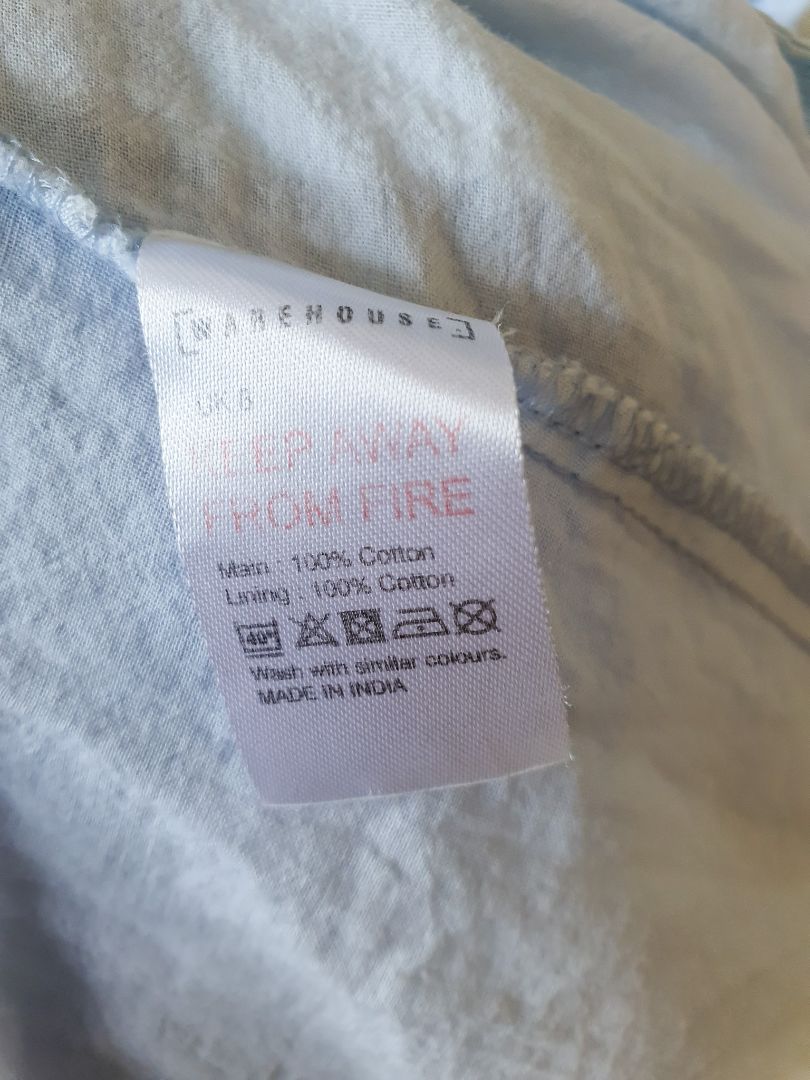 [WAREHOUSE]
KEEP AWAY
FROM FIRE
Main : 100% Cotton
Lining : 100% Cotton
40°
Wash with similar colours.
MADE IN INDIA